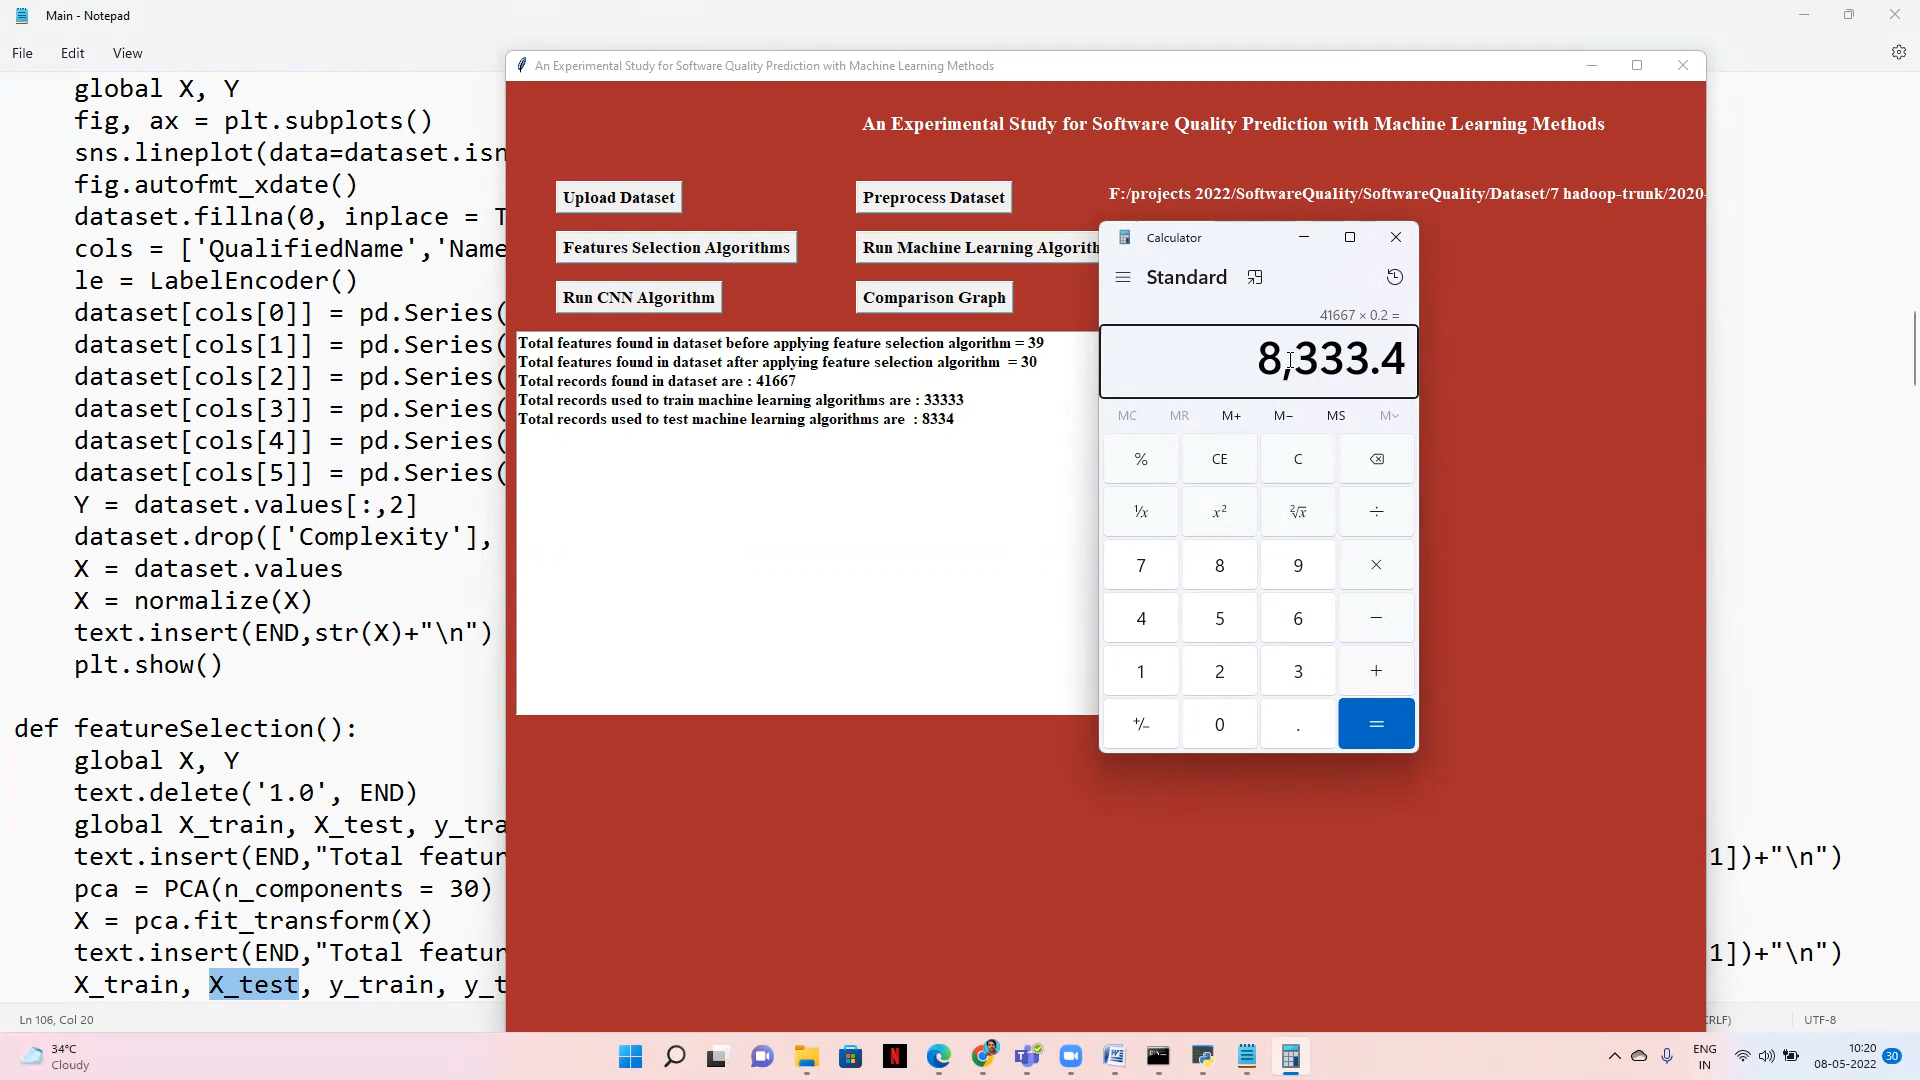 Main - Notepad
File Edit View
global X, Y
fig, ax = plt.subplots()
sns.lineplot(data=dataset.isn
fig.autofmt_xdate()
dataset.fillna(0, inplace = T
cols = ['QualifiedName','Name
le = LabelEncoder()
dataset[cols[0]] = pd.Series(
dataset[cols[1]] = pd.Series(
dataset[cols[2]] = pd.Series(
dataset[cols[3]] = pd.Series(
dataset[cols[4]] = pd.Series(
dataset[cols[5]] = pd.Series(
Y = dataset.values[:,2]
dataset.drop(['Complexity'],
X = dataset.values
X = normalize(X)
text.insert(END,str(X)+"\n")
plt.show()
def featureSelection():
global X, Y
text.delete('1.0', END)
global X_train, X_test, y_tra
text.insert(END,"Total featur
1])+"\n")
pca = PCA(n_components = 30)
X = pca.fit_transform(X)
text.insert(END,"Total featur
1])+"\n")
X_train, X_test, y_train, y_t
Ln 106, Col 20
CRLF)
UTF-8
An Experimental Study for Software Quality Prediction with Machine Learning Methods
An Experimental Study for Software Quality Prediction with Machine Learning Methods
Upload Dataset
Preprocess Dataset
F:/projects 2022/SoftwareQuality/SoftwareQuality/Dataset/7 hadoop-trunk/2020-
Features Selection Algorithms
Run Machine Learning Algorith
Run CNN Algorithm
Comparison Graph
Total features found in dataset before applying feature selection algorithm = 39
Total features found in dataset after applying feature selection algorithm = 30
Total records found in dataset are : 41667
Total records used to train machine learning algorithms are : 33333
Total records used to test machine learning algorithms are : 8334
Calculator
Standard
41667 × 0.2 =
8,333.4
MC MR M+ M− MS M˅
% CE C ⌫
¹/x x² ²√x ÷
7 8 9 ×
4 5 6 −
1 2 3 +
+/− 0 . =
34°C
Cloudy
ENG
IN
10:20
08-05-2022
30